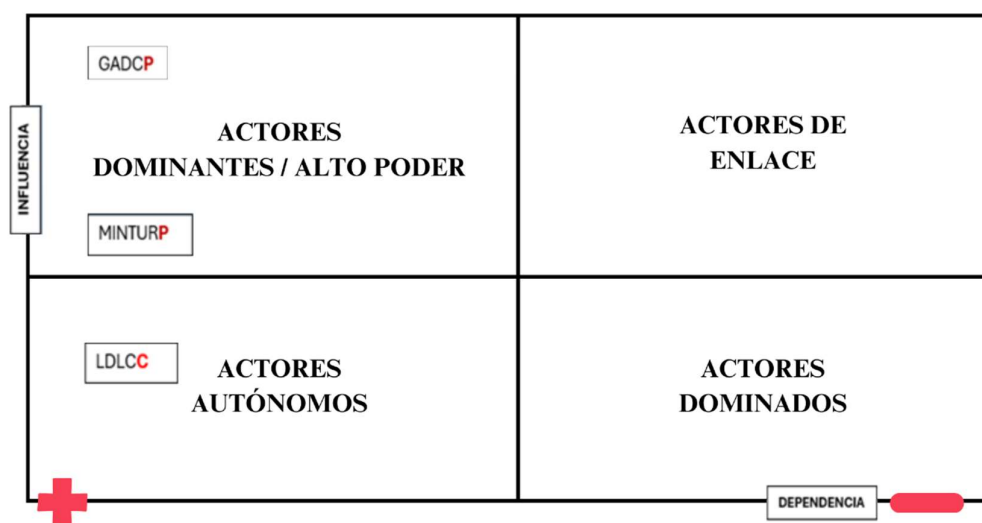 GADCP
ACTORES
DOMINANTES / ALTO PODER
ACTORES DE
ENLACE
INFLUENCIA
MINTURP
LDLCC
ACTORES
AUTÓNOMOS
ACTORES
DOMINADOS
DEPENDENCIA